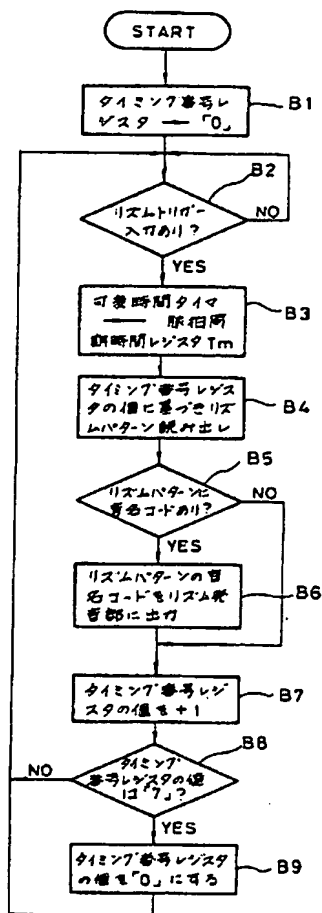 START
タイミング番号レ
ジスタ ← 「0」
B1
B2
リズムトリガー
入力あり?
NO
YES
可変時間タイマ
← 脈拍周
期時間レジスタTm
B3
タイミング番号レジス
タの値に基づきリズ
ムパターン読み出し
B4
B5
リズムパターンに
音名コードあり?
NO
YES
リズムパターンの音
名コードをリズム発
音部に出力
B6
タイミング番号レジ
スタの値を+1
B7
B8
タイミング
番号レジスタの値
は「7」?
NO
YES
タイミング番号レジスタ
の値を「0」にする
B9